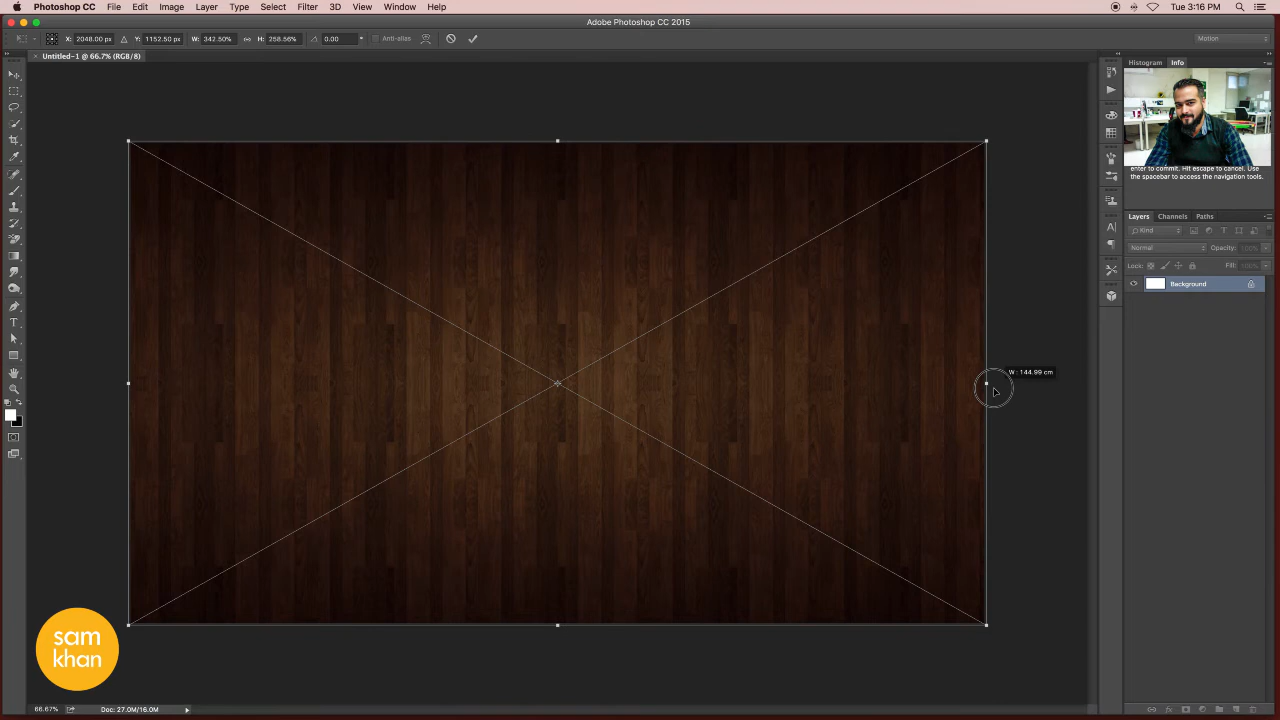 Photoshop CC File Edit Image Layer Type Select Filter 3D View Window Help Tue 3:16 PM
Adobe Photoshop CC 2015
X: 2048.00 px Y: 1152.50 px W: 342.50% H: 258.56% 0.00 Anti-alias Motion
Untitled-1 @ 66.7% (RGB/8)
Histogram Info
enter to commit. Hit escape to cancel. Use
the spacebar to access the navigation tools.
Layers Channels Paths
Kind
Normal Opacity: 100%
Lock: Fill: 100%
Background
W : 144.99 cm
sam
khan
66.67% Doc: 27.0M/16.0M